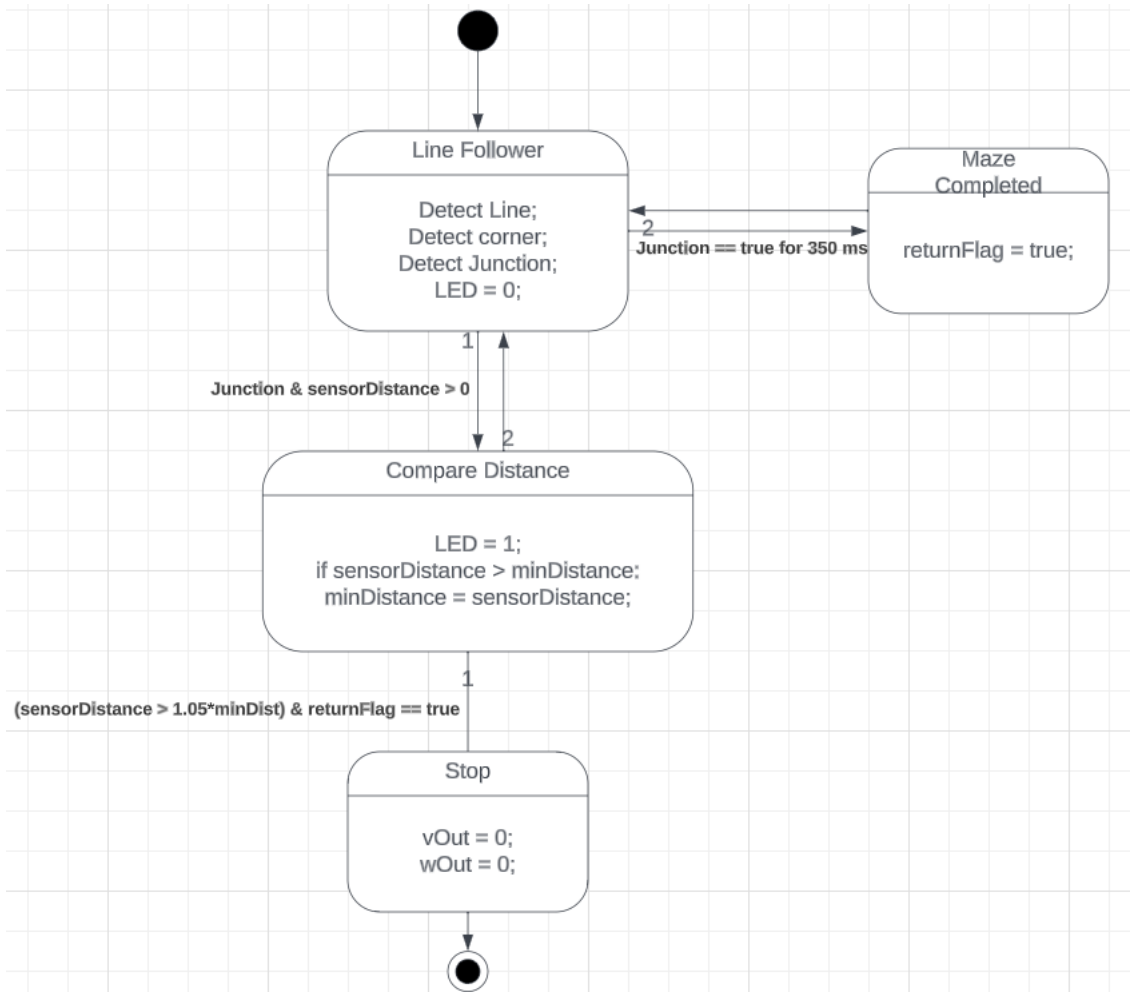 Line Follower
Detect Line;
Detect corner;
Detect Junction;
LED = 0;
Maze
Completed
returnFlag = true;
2
Junction == true for 350 ms
1
Junction & sensorDistance > 0
2
Compare Distance
LED = 1;
if sensorDistance > minDistance:
minDistance = sensorDistance;
1
(sensorDistance > 1.05*minDist) & returnFlag == true
Stop
vOut = 0;
wOut = 0;